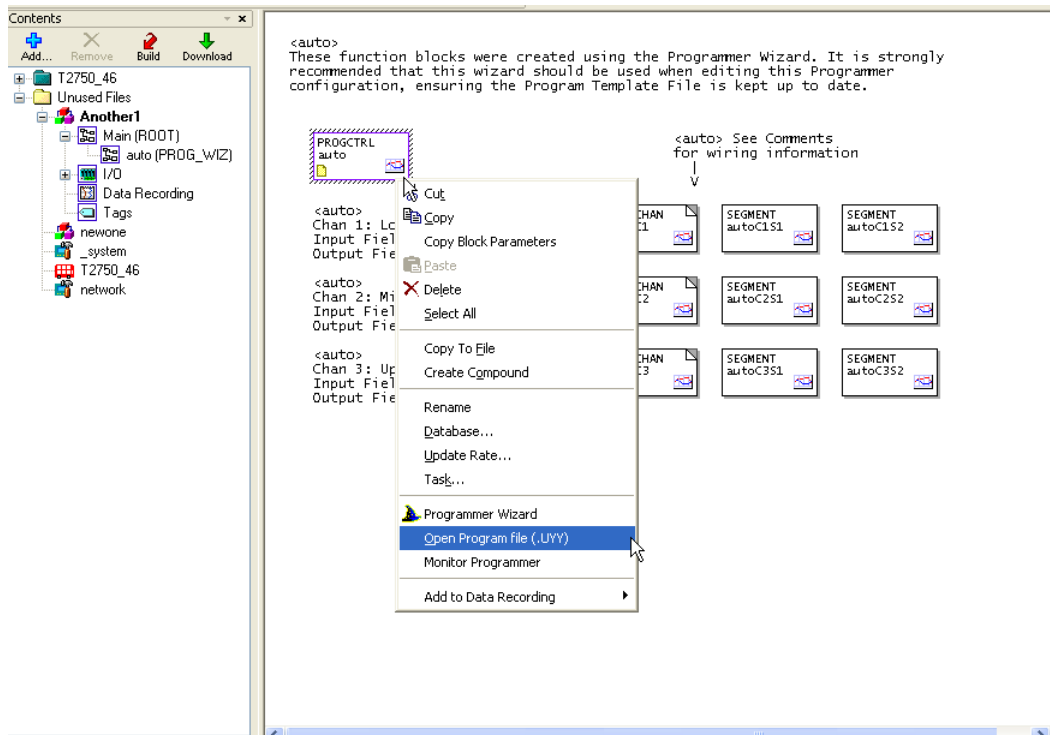 Contents
Add... Remove Build Download
T2750_46
Unused Files
Another1
Main (ROOT)
auto (PROG_WIZ)
I/O
Data Recording
Tags
newone
_system
T2750_46
network
<auto>
These function blocks were created using the Programmer Wizard. It is strongly
recommended that this wizard should be used when editing this Programmer
configuration, ensuring the Program Template File is kept up to date.
PROGCTRL
auto
<auto> See Comments
for wiring information
<auto>
Chan 1: Lo
Input Fiel
Output Fie
CHAN
C1
SEGMENT
autoC1S1
SEGMENT
autoC1S2
<auto>
Chan 2: Mi
Input Fiel
Output Fie
CHAN
C2
SEGMENT
autoC2S1
SEGMENT
autoC2S2
<auto>
Chan 3: Up
Input Fiel
Output Fie
CHAN
C3
SEGMENT
autoC3S1
SEGMENT
autoC3S2
Cut
Copy
Copy Block Parameters
Paste
Delete
Select All
Copy To File
Create Compound
Rename
Database...
Update Rate...
Task...
Programmer Wizard
Open Program file (.UYY)
Monitor Programmer
Add to Data Recording